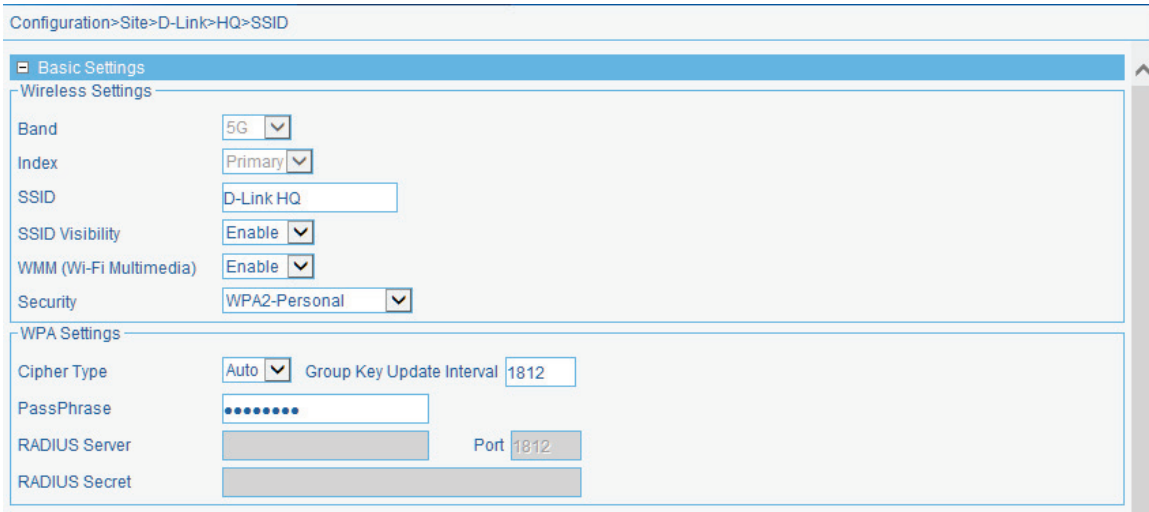 Configuration>Site>D-Link>HQ>SSID
Basic Settings
Wireless Settings
Band 5G
Index Primary
SSID D-Link HQ
SSID Visibility Enable
WMM (Wi-Fi Multimedia) Enable
Security WPA2-Personal
WPA Settings
Cipher Type Auto Group Key Update Interval 1812
PassPhrase ••••••••
RADIUS Server Port 1812
RADIUS Secret